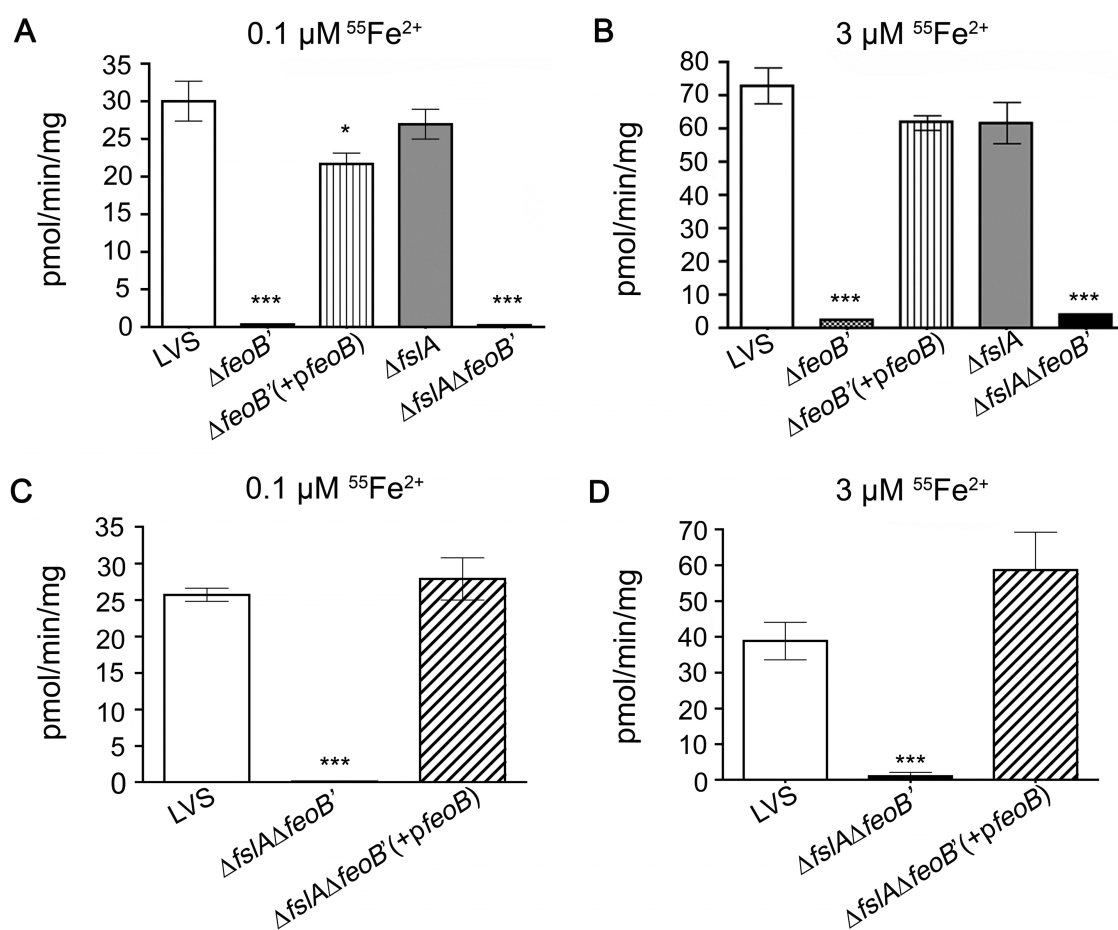 A
0.1 µM ⁵⁵Fe²⁺
pmol/min/mg
35
30
25
20
15
10
5
0
*
***
***
LVS
ΔfeoB’
ΔfeoB’(+pfeoB)
ΔfslA
ΔfslAΔfeoB’
B
3 µM ⁵⁵Fe²⁺
pmol/min/mg
80
70
60
50
40
30
20
10
0
***
***
LVS
ΔfeoB’
ΔfeoB’(+pfeoB)
ΔfslA
ΔfslAΔfeoB’
C
0.1 µM ⁵⁵Fe²⁺
pmol/min/mg
35
30
25
20
15
10
5
0
***
LVS
ΔfslAΔfeoB’
ΔfslAΔfeoB’(+pfeoB)
D
3 µM ⁵⁵Fe²⁺
pmol/min/mg
70
60
50
40
30
20
10
0
***
LVS
ΔfslAΔfeoB’
ΔfslAΔfeoB’(+pfeoB)